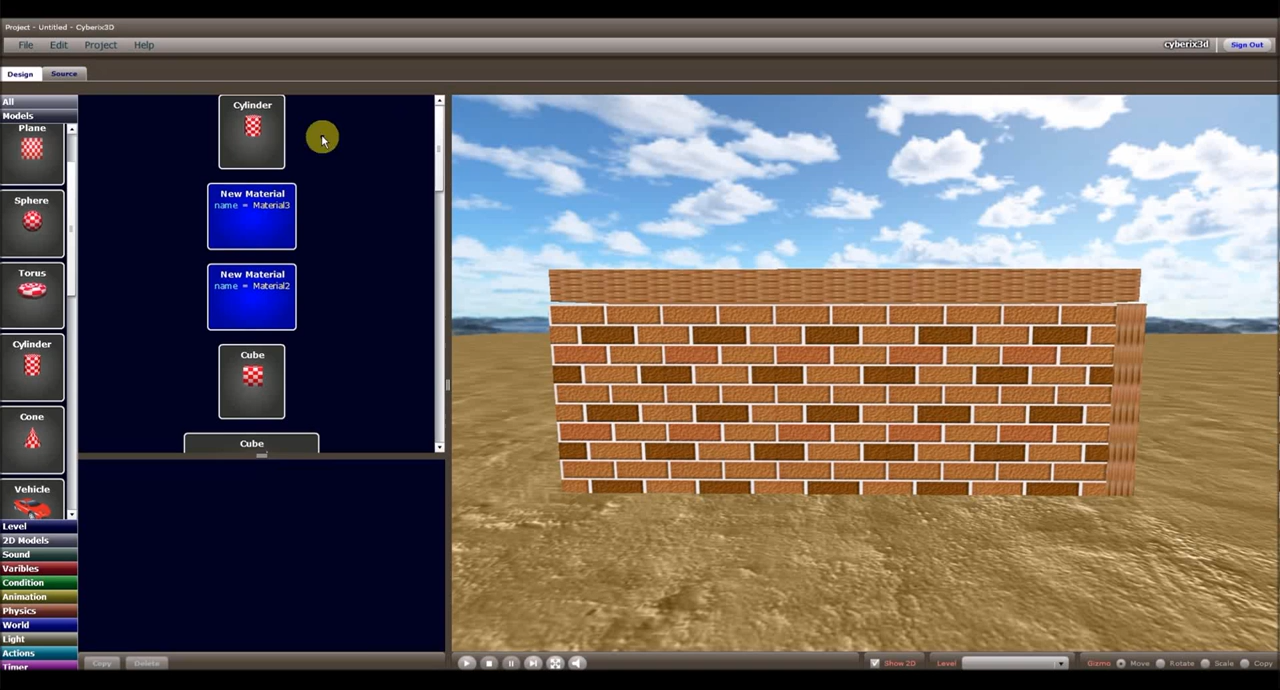 Project - Untitled - Cyberix3D
File Edit Project Help
cyberix3d Sign Out
Design Source
All
Models
Plane
Sphere
Torus
Cylinder
Cone
Vehicle
Level
2D Models
Sound
Varibles
Condition
Animation
Physics
World
Light
Actions
Timer
Cylinder
New Material
name = Material3
New Material
name = Material2
Cube
Cube
Copy Delete
Show 2D Level Gizmo Move Rotate Scale Copy